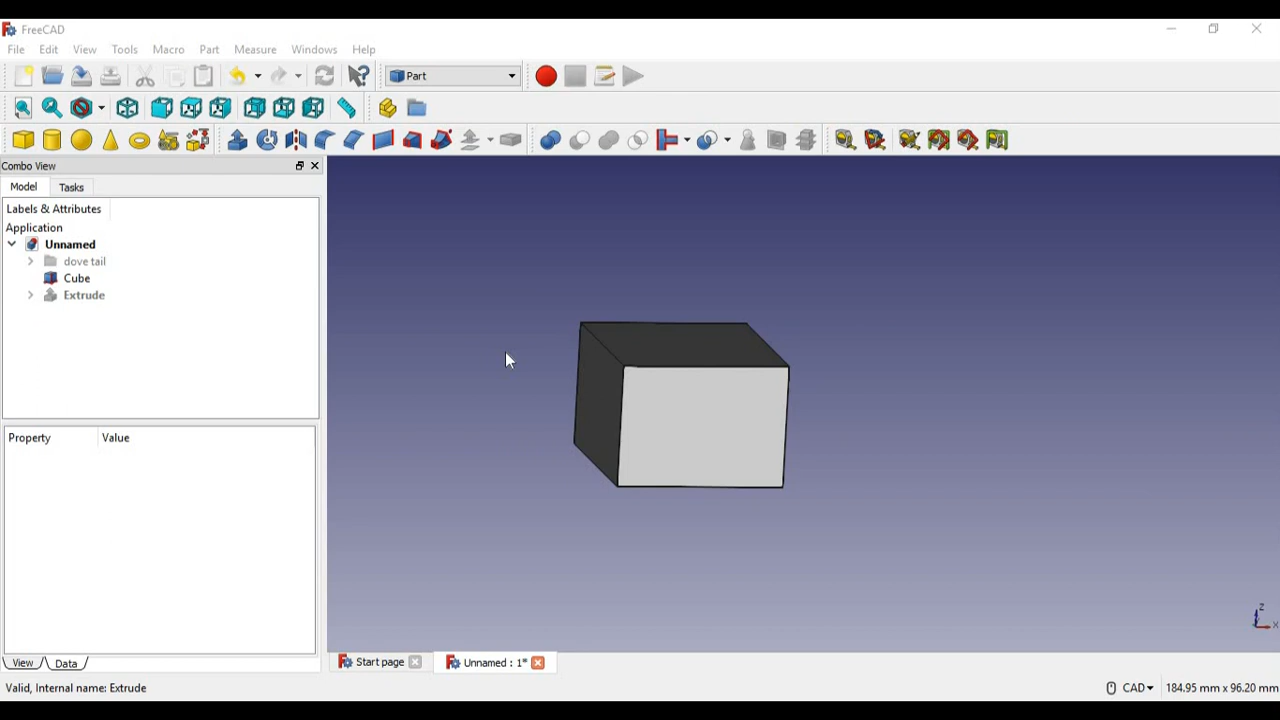 FreeCAD
File Edit View Tools Macro Part Measure Windows Help
Part
Combo View
Model Tasks
Labels & Attributes
Application
Unnamed
dove tail
Cube
Extrude
Property Value
View Data
Start page Unnamed : 1*
Valid, Internal name: Extrude
CAD 184.95 mm x 96.20 mm
Z
X